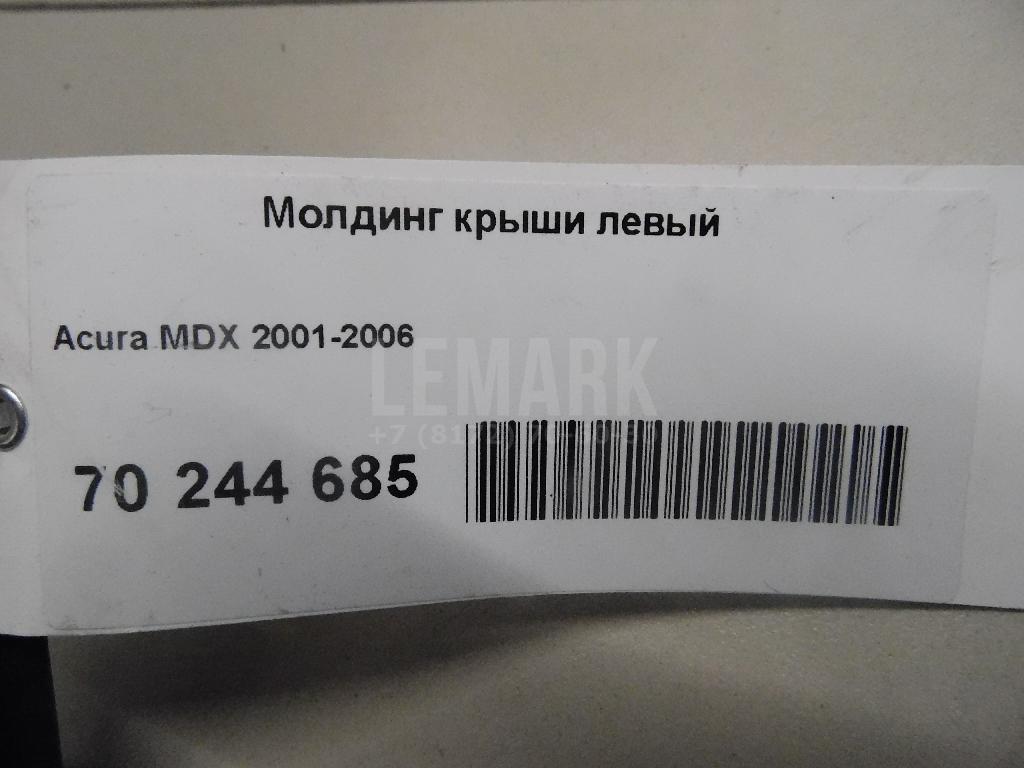 Молдинг крыши левый
Acura MDX 2001-2006
LEMARK
70 244 685